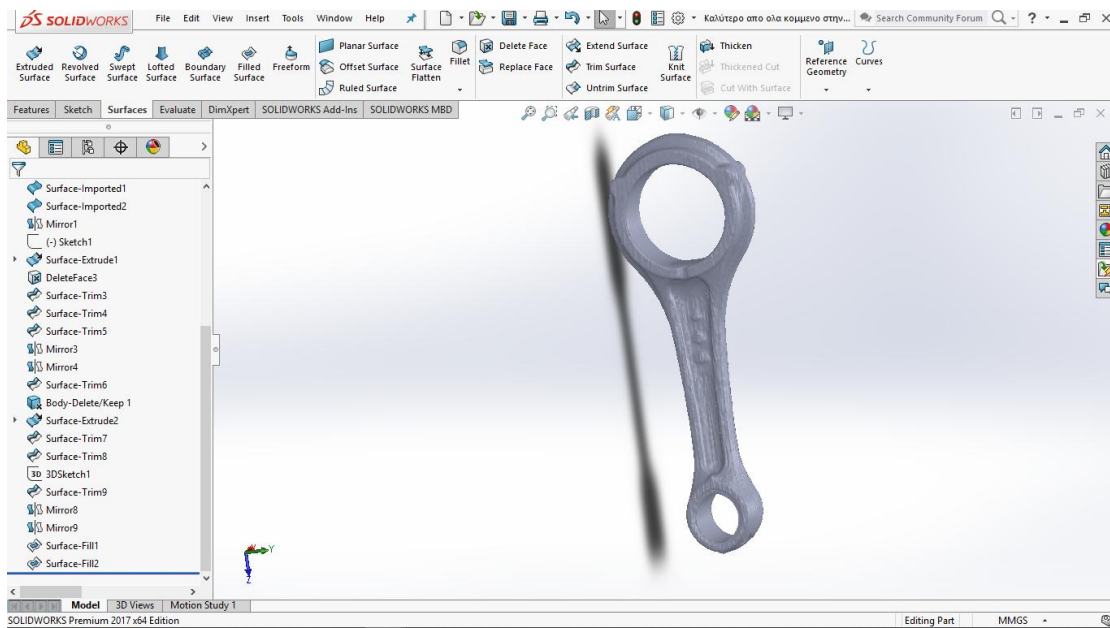 SOLIDWORKS File Edit View Insert Tools Window Help Καλύτερο απο ολα κομμενο στην... Search Community Forum
Extruded Surface
Revolved Surface
Swept Surface
Lofted Surface
Boundary Surface
Filled Surface
Freeform
Planar Surface
Offset Surface
Ruled Surface
Surface Flatten
Fillet
Delete Face
Replace Face
Extend Surface
Trim Surface
Untrim Surface
Knit Surface
Thicken
Thickened Cut
Cut With Surface
Reference Geometry
Curves
Features Sketch Surfaces Evaluate DimXpert SOLIDWORKS Add-Ins SOLIDWORKS MBD
Surface-Imported1
Surface-Imported2
Mirror1
(-) Sketch1
Surface-Extrude1
DeleteFace3
Surface-Trim3
Surface-Trim4
Surface-Trim5
Mirror3
Mirror4
Surface-Trim6
Body-Delete/Keep 1
Surface-Extrude2
Surface-Trim7
Surface-Trim8
3D 3DSketch1
Surface-Trim9
Mirror8
Mirror9
Surface-Fill1
Surface-Fill2
Y
Z
Model 3D Views Motion Study 1
SOLIDWORKS Premium 2017 x64 Edition Editing Part MMGS